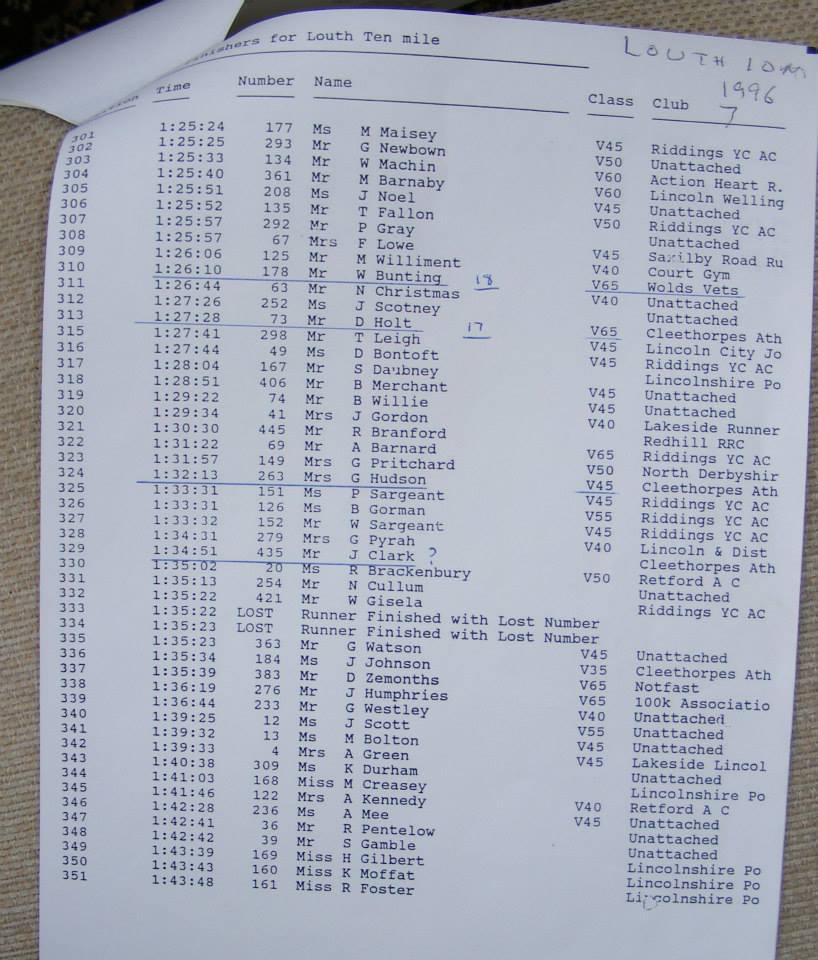 LOUTH 10M
1996
7
finishers for Louth Ten mile
Time Number Name Class Club
301 1:25:24 177 Ms M Maisey V45 Riddings YC AC
302 1:25:25 293 Mr G Newbown V50 Unattached
303 1:25:33 134 Mr W Machin V60 Action Heart R.
304 1:25:40 361 Mr M Barnaby V60 Lincoln Welling
305 1:25:51 208 Ms J Noel V45 Unattached
306 1:25:52 135 Mr T Fallon V50 Riddings YC AC
307 1:25:57 292 Mr P Gray Unattached
308 1:25:57 67 Mrs F Lowe V45 Saxilby Road Ru
309 1:26:06 125 Mr M Williment V40 Court Gym
310 1:26:10 178 Mr W Bunting 18 V65 Wolds Vets
311 1:26:44 63 Mr N Christmas V40 Unattached
312 1:27:26 252 Ms J Scotney Unattached
313 1:27:28 73 Mr D Holt 17 V65 Cleethorpes Ath
315 1:27:41 298 Mr T Leigh V45 Lincoln City Jo
316 1:27:44 49 Ms D Bontoft V45 Riddings YC AC
317 1:28:04 167 Mr S Daubney Lincolnshire Po
318 1:28:51 406 Mr B Merchant V45 Unattached
319 1:29:22 74 Mr B Willie V45 Unattached
320 1:29:34 41 Mrs J Gordon V40 Lakeside Runner
321 1:30:30 445 Mr R Branford Redhill RRC
322 1:31:22 69 Mr A Barnard V65 Riddings YC AC
323 1:31:57 149 Mrs G Pritchard V50 North Derbyshir
324 1:32:13 263 Mrs G Hudson V45 Cleethorpes Ath
325 1:33:31 151 Ms P Sargeant V45 Riddings YC AC
326 1:33:31 126 Ms B Gorman V55 Riddings YC AC
327 1:33:32 152 Mr W Sargeant V45 Riddings YC AC
328 1:34:31 279 Mrs G Pyrah V40 Lincoln & Dist
329 1:34:51 435 Mr J Clark ? Cleethorpes Ath
330 1:35:02 20 Ms R Brackenbury V50 Retford A C
331 1:35:13 254 Mr N Cullum Unattached
332 1:35:22 421 Mr W Gisela Riddings YC AC
333 1:35:22 LOST Runner Finished with Lost Number
334 1:35:23 LOST Runner Finished with Lost Number
335 1:35:23 363 Mr G Watson V45 Unattached
336 1:35:34 184 Ms J Johnson V35 Cleethorpes Ath
337 1:35:39 383 Mr D Zemonths V65 Notfast
338 1:36:19 276 Mr J Humphries V65 100k Associatio
339 1:36:44 233 Mr G Westley V40 Unattached
340 1:39:25 12 Ms J Scott V55 Unattached
341 1:39:32 13 Ms M Bolton V45 Unattached
342 1:39:33 4 Mrs A Green V45 Lakeside Lincol
343 1:40:38 309 Ms K Durham Unattached
344 1:41:03 168 Miss M Creasey Lincolnshire Po
345 1:41:46 122 Mrs A Kennedy V40 Retford A C
346 1:42:28 236 Ms A Mee V45 Unattached
347 1:42:41 36 Mr R Pentelow Unattached
348 1:42:42 39 Mr S Gamble Unattached
349 1:43:39 169 Miss H Gilbert Lincolnshire Po
350 1:43:43 160 Miss K Moffat Lincolnshire Po
351 1:43:48 161 Miss R Foster Lincolnshire Po